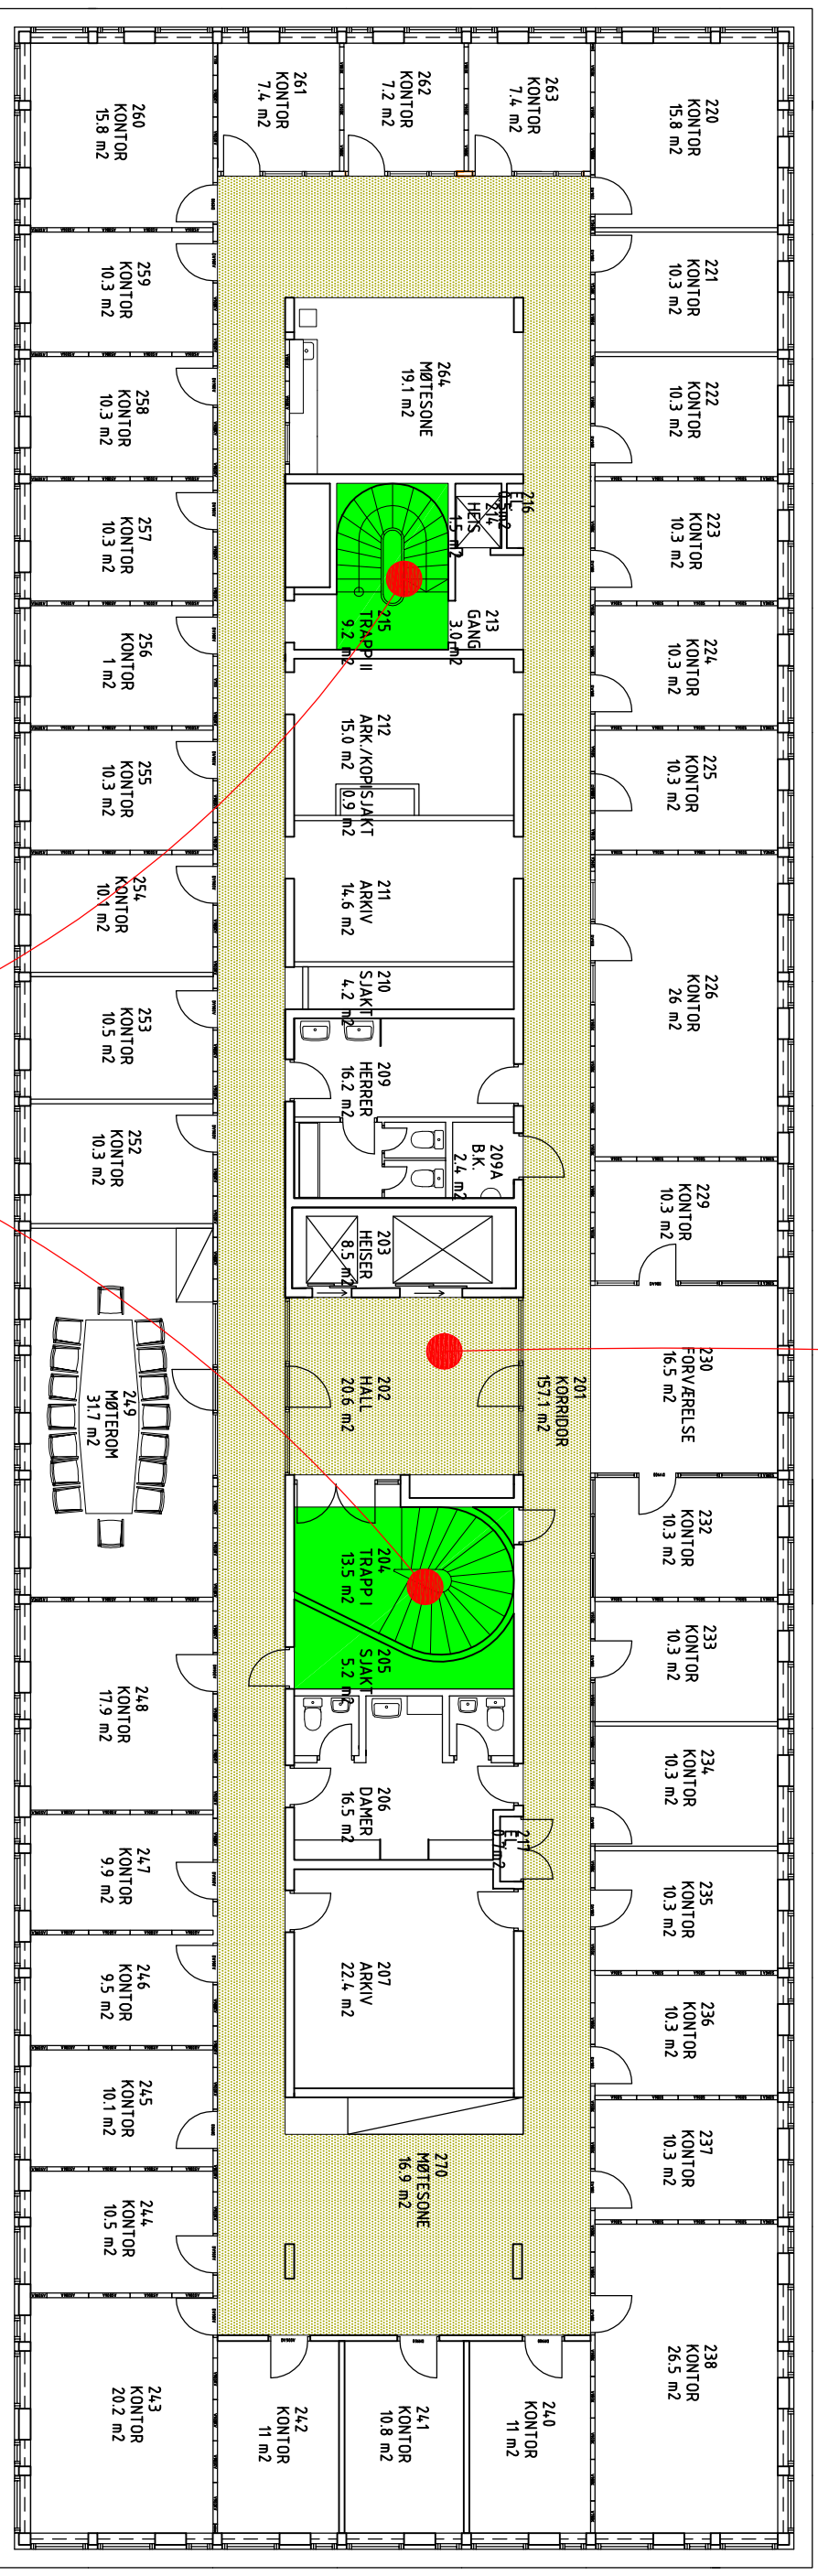 260
KONTOR
15.8 m2
261
KONTOR
7.4 m2
262
KONTOR
7.2 m2
263
KONTOR
7.4 m2
220
KONTOR
15.8 m2
259
KONTOR
10.3 m2
221
KONTOR
10.3 m2
264
MØTESONE
19.1 m2
258
KONTOR
10.3 m2
222
KONTOR
10.3 m2
257
KONTOR
10.3 m2
216
EL
0.5m2
214
HEIS
1.5 m2
223
KONTOR
10.3 m2
256
KONTOR
1 m2
215
TRAPP II
9.2 m2
213
GANG
3.0 m2
224
KONTOR
10.3 m2
255
KONTOR
10.3 m2
212
ARK./KOPISJAKT
15.0 m2 0.9 m2
225
KONTOR
10.3 m2
254
KONTOR
10.1 m2
211
ARKIV
14.6 m2
226
KONTOR
26 m2
253
KONTOR
10.5 m2
210
SJAKT
4.2 m2
209
HERRER
16.2 m2
252
KONTOR
10.3 m2
209A
B.K.
2.4 m2
229
KONTOR
10.3 m2
203
HEISER
8.5 m2
249
MØTEROM
31.7 m2
202
HALL
20.6 m2
201
KORRIDOR
157.1 m2
230
FORVÆRELSE
16.5 m2
204
TRAPP I
13.5 m2
232
KONTOR
10.3 m2
205
SJAKT
5.2 m2
233
KONTOR
10.3 m2
248
KONTOR
17.9 m2
206
DAMER
16.5 m2
234
KONTOR
10.3 m2
217
EL
0.7m2
247
KONTOR
9.9 m2
235
KONTOR
10.3 m2
246
KONTOR
9.5 m2
207
ARKIV
22.4 m2
236
KONTOR
10.3 m2
245
KONTOR
10.1 m2
237
KONTOR
10.3 m2
244
KONTOR
10.5 m2
270
MØTESONE
16.9 m2
243
KONTOR
20.2 m2
242
KONTOR
11 m2
241
KONTOR
10.8 m2
240
KONTOR
11 m2
238
KONTOR
26.5 m2